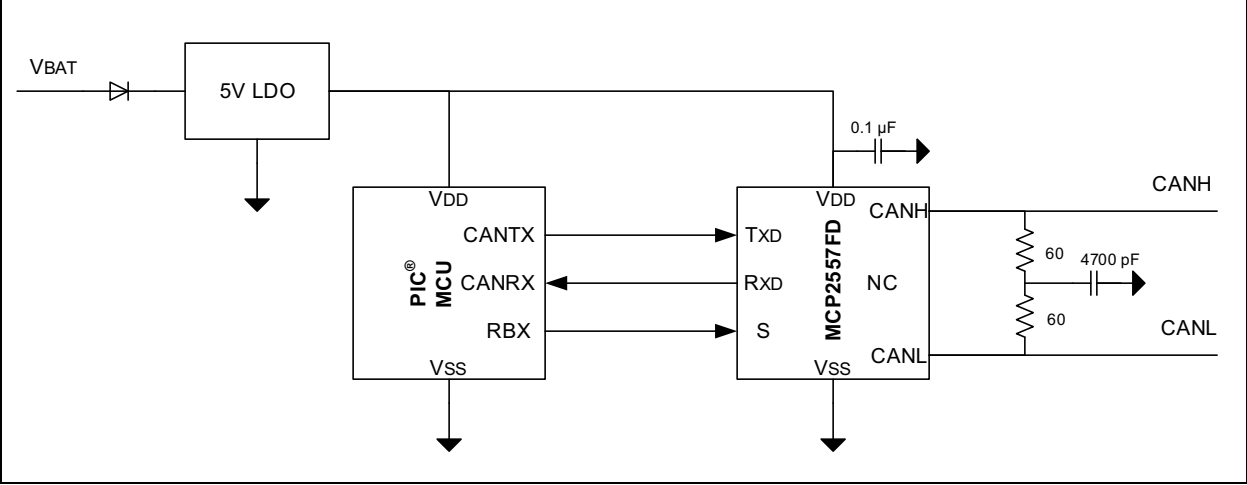 VBAT
5V LDO
0.1 µF
CANH
VDD
VDD
CANH
CANTX
TXD
60
4700 pF
PIC®
MCU
CANRX
RXD
MCP2557FD
NC
RBX
S
60
CANL
CANL
VSS
VSS